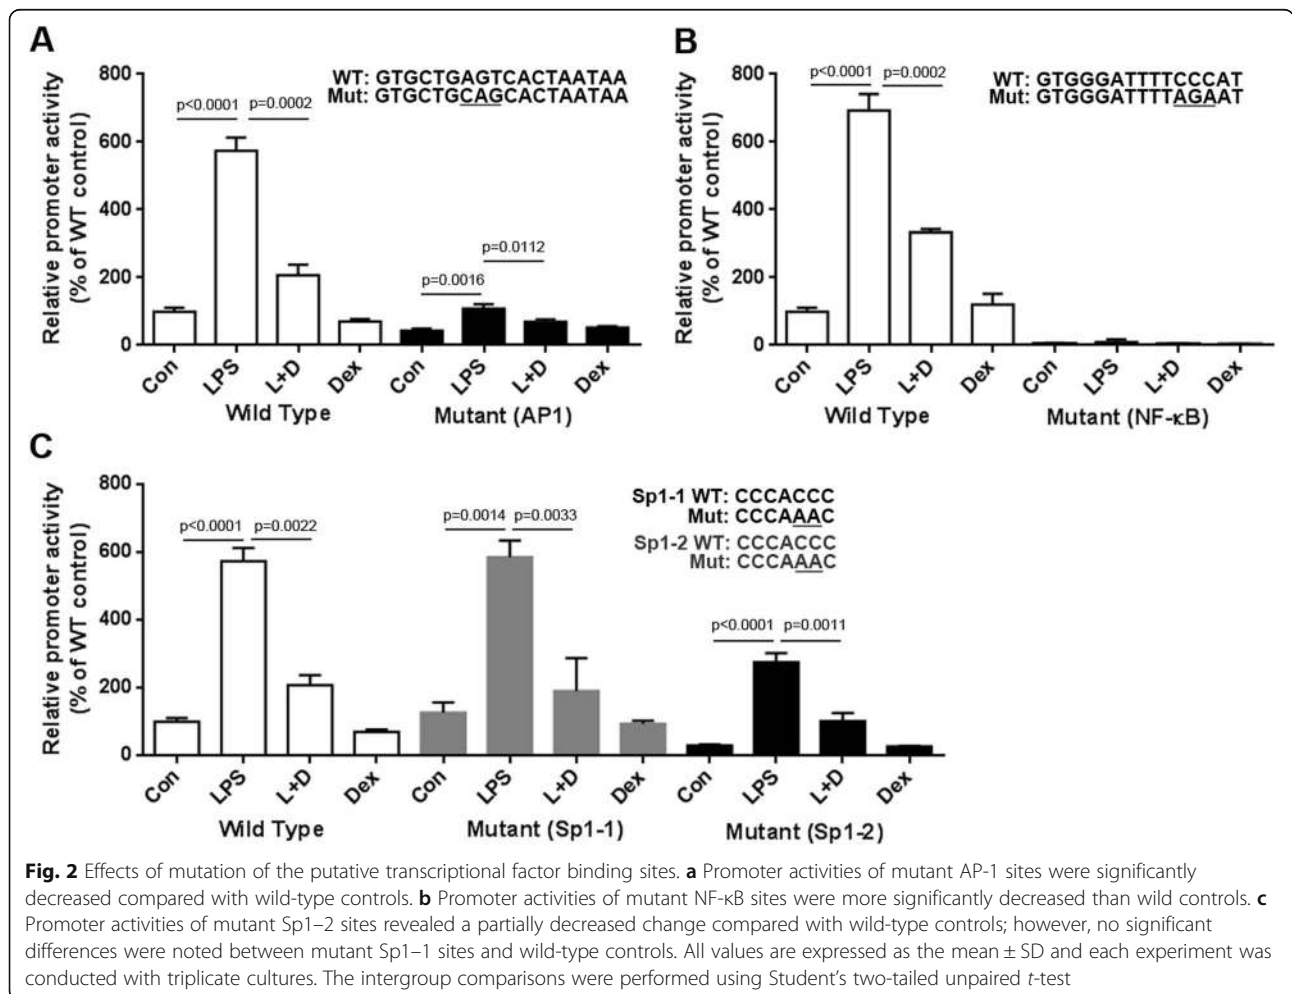 A
Relative promoter activity
(% of WT control)
800
600
400
200
0
WT: GTGCTGAGTCACTAATAA
Mut: GTGCTGCAGCACTAATAA
p<0.0001
p=0.0002
p=0.0016
p=0.0112
Con
LPS
L+D
Dex
Con
LPS
L+D
Dex
Wild Type
Mutant (AP1)
B
Relative promoter activity
(% of WT control)
800
600
400
200
0
WT: GTGGGATTTTCCCAT
Mut: GTGGGATTTTAGAAT
p<0.0001
p=0.0002
Con
LPS
L+D
Dex
Con
LPS
L+D
Dex
Wild Type
Mutant (NF-κB)
C
Relative promoter activity
(% of WT control)
800
600
400
200
0
Sp1-1 WT: CCCACCC
Mut: CCCAAAC
Sp1-2 WT: CCCACCC
Mut: CCCAAAC
p<0.0001
p=0.0022
p=0.0014
p=0.0033
p<0.0001
p=0.0011
Con
LPS
L+D
Dex
Con
LPS
L+D
Dex
Con
LPS
L+D
Dex
Wild Type
Mutant (Sp1-1)
Mutant (Sp1-2)
Fig. 2 Effects of mutation of the putative transcriptional factor binding sites. a Promoter activities of mutant AP-1 sites were significantly
decreased compared with wild-type controls. b Promoter activities of mutant NF-κB sites were more significantly decreased than wild controls. c
Promoter activities of mutant Sp1–2 sites revealed a partially decreased change compared with wild-type controls; however, no significant
differences were noted between mutant Sp1–1 sites and wild-type controls. All values are expressed as the mean ± SD and each experiment was
conducted with triplicate cultures. The intergroup comparisons were performed using Student's two-tailed unpaired t-test